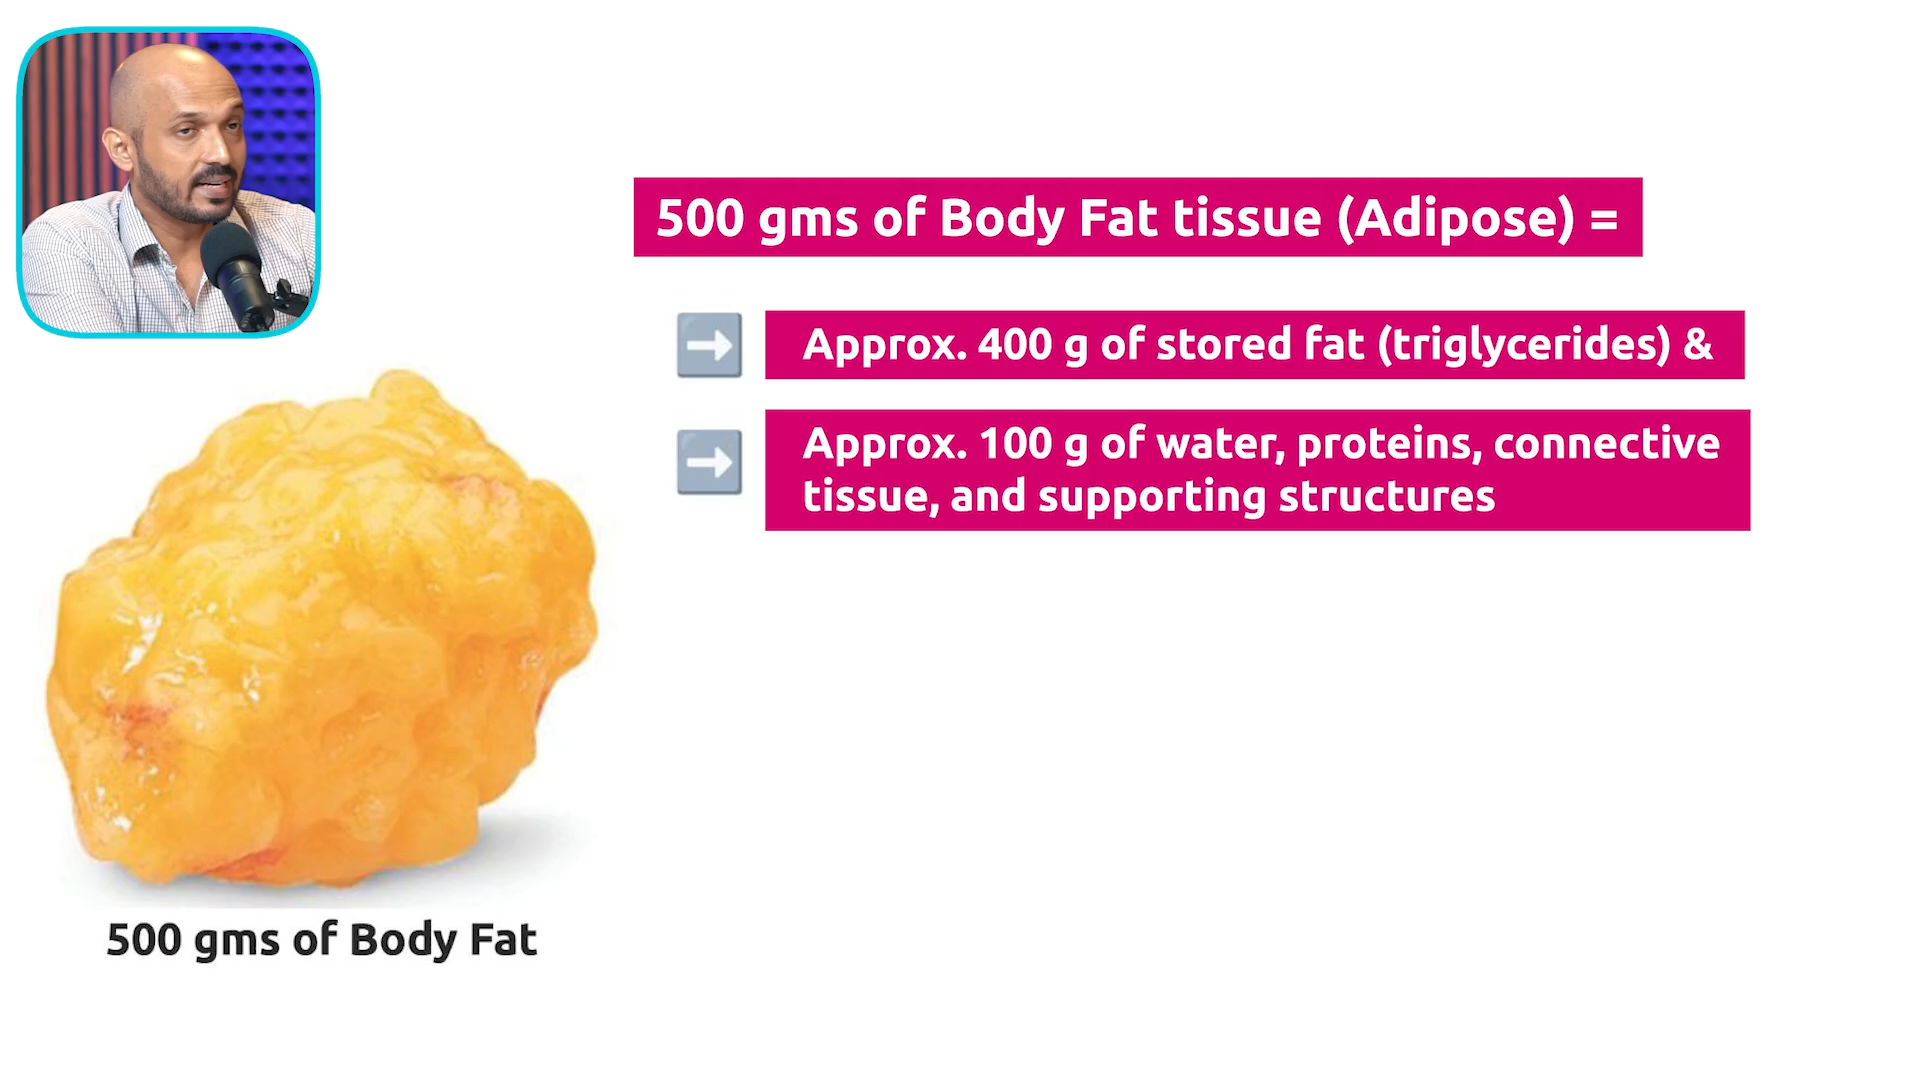 500 gms of Body Fat tissue (Adipose) =
Approx. 400 g of stored fat (triglycerides) &
Approx. 100 g of water, proteins, connective
tissue, and supporting structures
500 gms of Body Fat